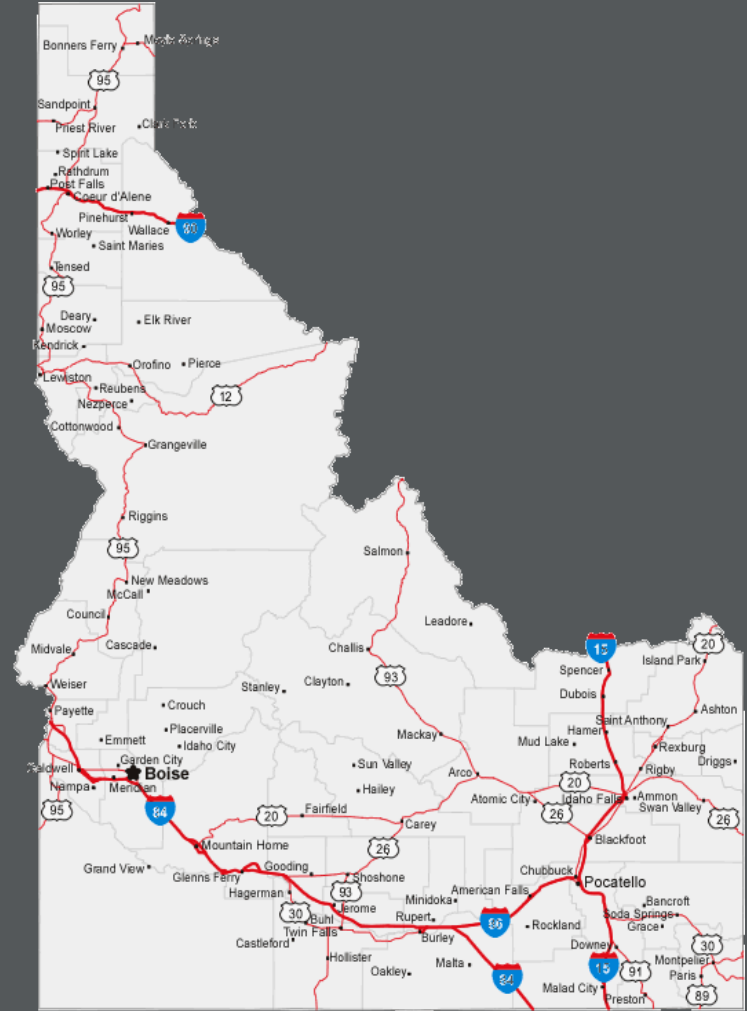 Bonners Ferry
Moyie Springs
95
Sandpoint
Priest River
Clark Fork
Spirit Lake
Rathdrum
Post Falls
Coeur d'Alene
Pinehurst
Wallace
90
Worley
Saint Maries
Tensed
95
Deary
Elk River
Moscow
Kendrick
Orofino
Pierce
Lewiston
Reubens
12
Nezperce
Cottonwood
Grangeville
Riggins
95
Salmon
New Meadows
McCall
Council
Leadore
Midvale
Cascade
Challis
15
20
Island Park
Spencer
Weiser
Stanley
Clayton
93
Dubois
Payette
Crouch
Ashton
Saint Anthony
Placerville
Mackay
Hamer
Emmett
Idaho City
Mud Lake
Rexburg
Garden City
Sun Valley
Roberts
Driggs
Caldwell
Boise
Arco
Rigby
Nampa
Meridian
Hailey
20
Atomic City
Idaho Falls
Ammon
95
84
Fairfield
26
Swan Valley
20
Carey
26
Mountain Home
26
Blackfoot
Grand View
Glenns Ferry
Gooding
Shoshone
Chubbuck
Pocatello
Hagerman
93
American Falls
Minidoka
Bancroft
30
Jerome
Rupert
86
Soda Springs
Buhl
Rockland
Grace
Twin Falls
Burley
Castleford
Downey
30
Hollister
Malta
15
Montpelier
Oakley
84
91
Paris
Malad City
Preston
89